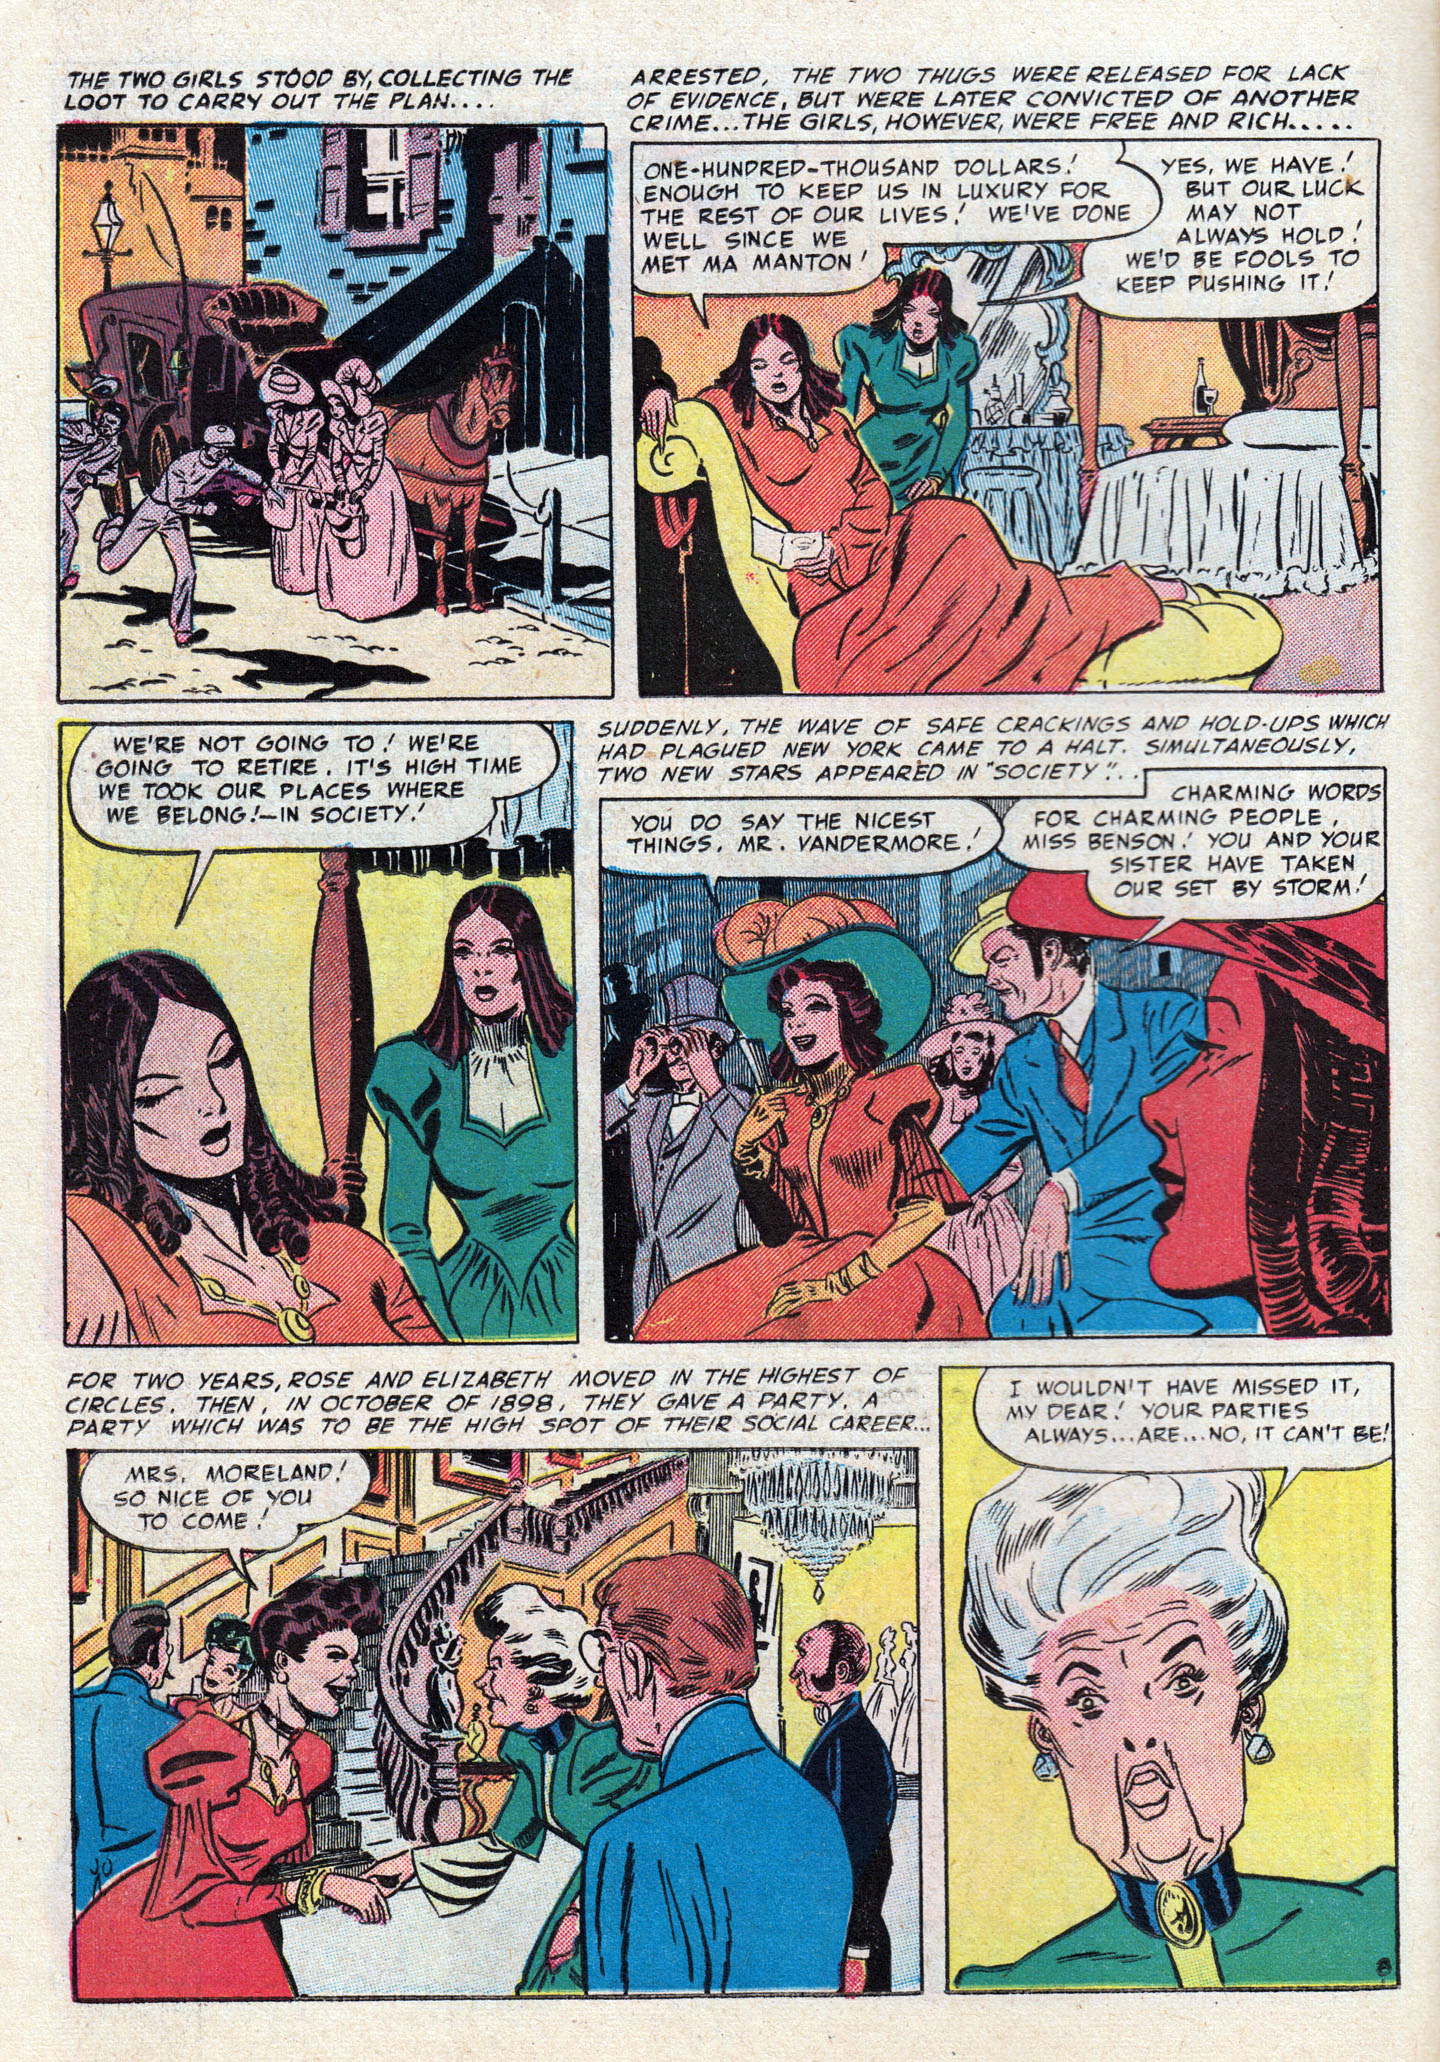 THE TWO GIRLS STOOD BY, COLLECTING THE
LOOT TO CARRY OUT THE PLAN....
ARRESTED, THE TWO THUGS WERE RELEASED FOR LACK
OF EVIDENCE, BUT WERE LATER CONVICTED OF ANOTHER
CRIME...THE GIRLS, HOWEVER, WERE FREE AND RICH.....
ONE-HUNDRED-THOUSAND DOLLARS!
ENOUGH TO KEEP US IN LUXURY FOR
THE REST OF OUR LIVES! WE'VE DONE
WELL SINCE WE
MET MA MANTON!
YES, WE HAVE!
BUT OUR LUCK
MAY NOT
ALWAYS HOLD!
WE'D BE FOOLS TO
KEEP PUSHING IT!
WE'RE NOT GOING TO! WE'RE
GOING TO RETIRE. IT'S HIGH TIME
WE TOOK OUR PLACES WHERE
WE BELONG!—IN SOCIETY!
SUDDENLY, THE WAVE OF SAFE CRACKINGS AND HOLD-UPS WHICH
HAD PLAGUED NEW YORK CAME TO A HALT. SIMULTANEOUSLY,
TWO NEW STARS APPEARED IN "SOCIETY"...
YOU DO SAY THE NICEST
THINGS, MR. VANDERMORE!
CHARMING WORDS
FOR CHARMING PEOPLE,
MISS BENSON! YOU AND YOUR
SISTER HAVE TAKEN
OUR SET BY STORM!
FOR TWO YEARS, ROSE AND ELIZABETH MOVED IN THE HIGHEST OF
CIRCLES. THEN, IN OCTOBER OF 1898, THEY GAVE A PARTY. A
PARTY WHICH WAS TO BE THE HIGH SPOT OF THEIR SOCIAL CAREER...
MRS. MORELAND!
SO NICE OF YOU
TO COME!
I WOULDN'T HAVE MISSED IT,
MY DEAR! YOUR PARTIES
ALWAYS...ARE...NO, IT CAN'T BE!
8